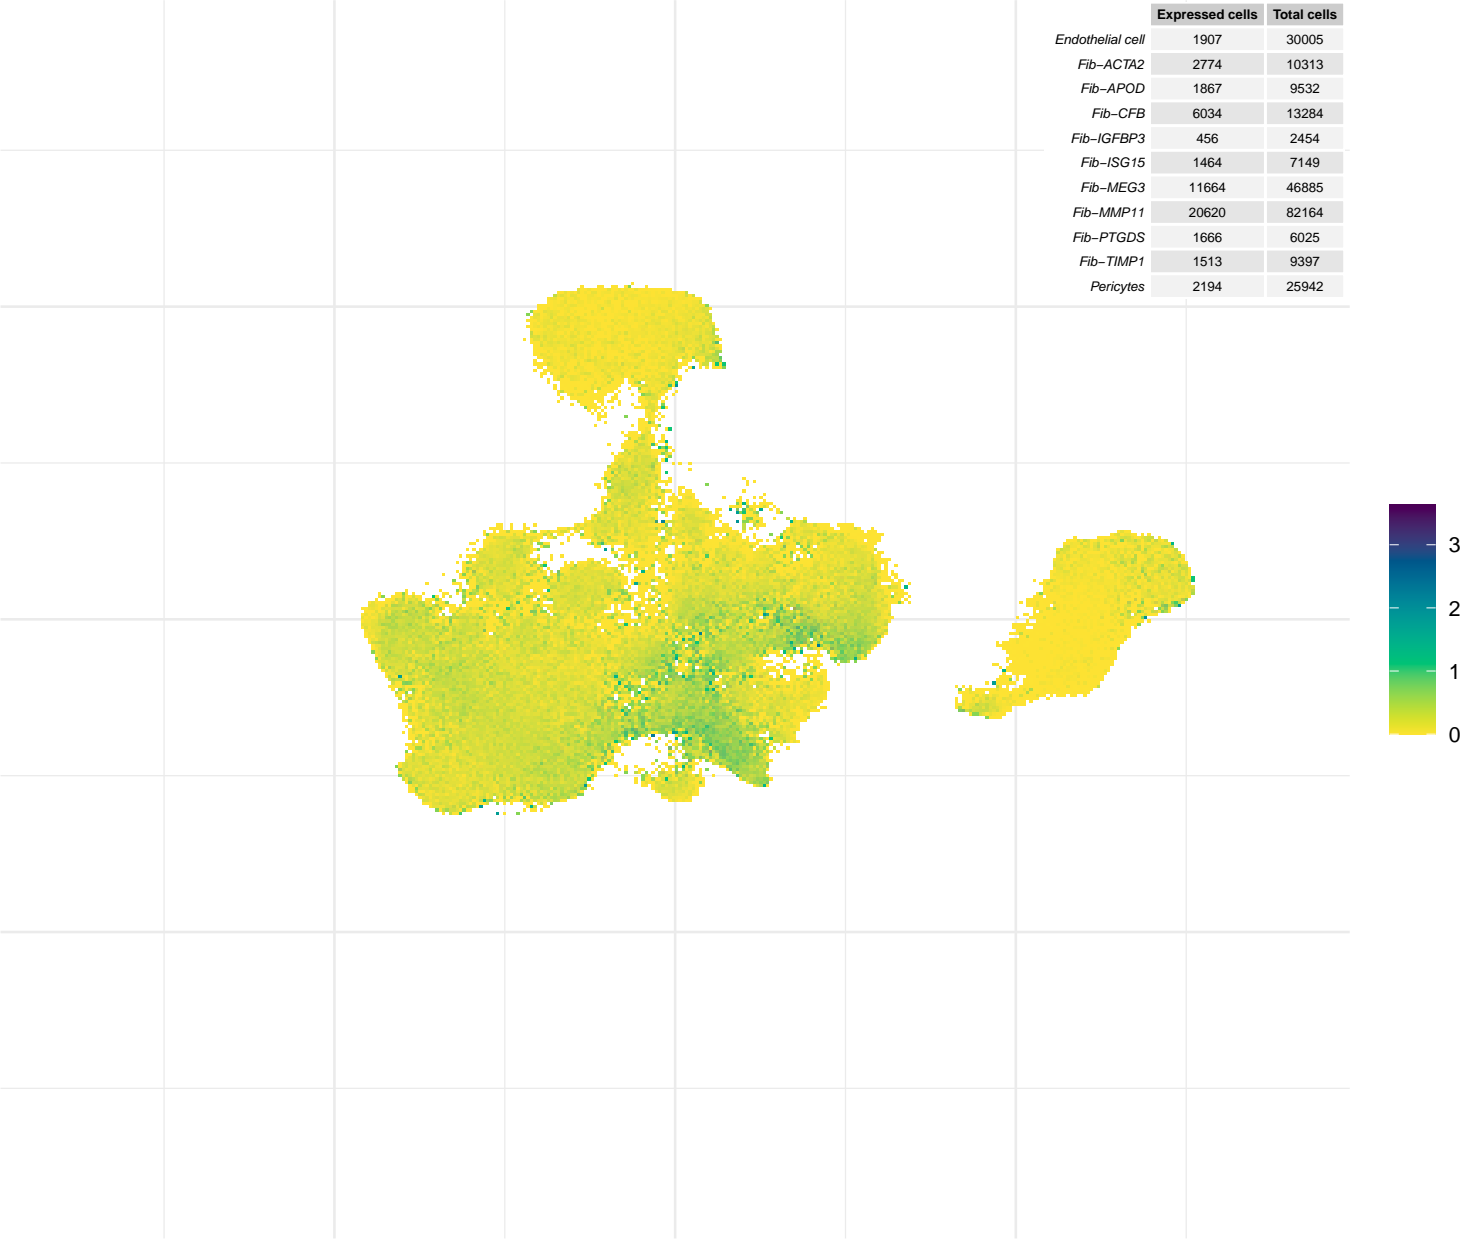 Expressed cells Total cells
Endothelial cell 1907 30005
Fib−ACTA2 2774 10313
Fib−APOD 1867 9532
Fib−CFB 6034 13284
Fib−IGFBP3 456 2454
Fib−ISG15 1464 7149
Fib−MEG3 11664 46885
Fib−MMP11 20620 82164
Fib−PTGDS 1666 6025
Fib−TIMP1 1513 9397
Pericytes 2194 25942
3
2
1
0